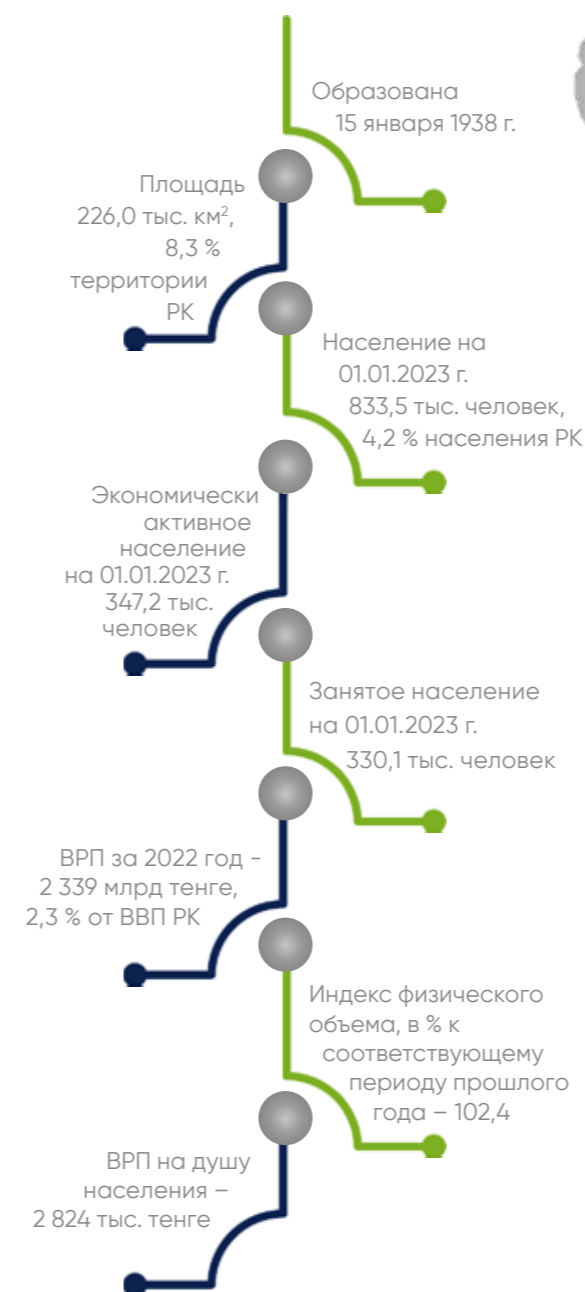 Образована
15 января 1938 г.
Площадь
226,0 тыс. км²,
8,3 %
территории
РК
Население на
01.01.2023 г.
833,5 тыс. человек,
4,2 % населения РК
Экономически
активное
население
на 01.01.2023 г.
347,2 тыс.
человек
Занятое население
на 01.01.2023 г.
330,1 тыс. человек
ВРП за 2022 год -
2 339 млрд тенге,
2,3 % от ВВП РК
Индекс физического
объема, в % к
соответствующему
периоду прошлого
года – 102,4
ВРП на душу
населения –
2 824 тыс. тенге